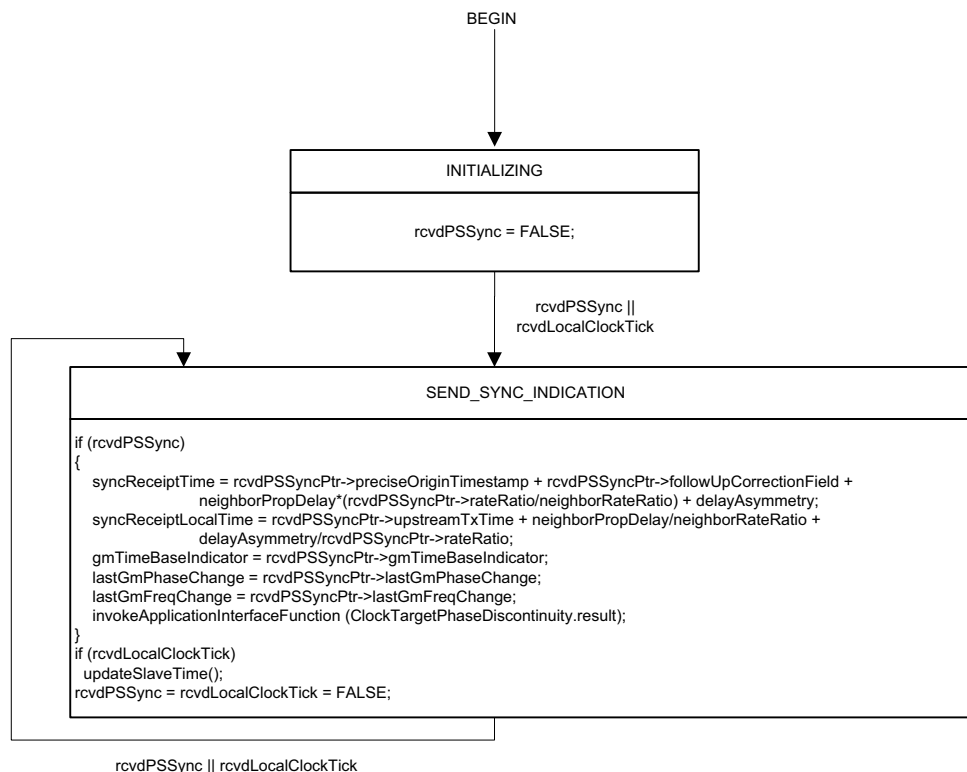 BEGIN
INITIALIZING
rcvdPSSync = FALSE;
rcvdPSSync ||
rcvdLocalClockTick
SEND_SYNC_INDICATION
if (rcvdPSSync)
{
syncReceiptTime = rcvdPSSyncPtr->preciseOriginTimestamp + rcvdPSSyncPtr->followUpCorrectionField +
neighborPropDelay*(rcvdPSSyncPtr->rateRatio/neighborRateRatio) + delayAsymmetry;
syncReceiptLocalTime = rcvdPSSyncPtr->upstreamTxTime + neighborPropDelay/neighborRateRatio +
delayAsymmetry/rcvdPSSyncPtr->rateRatio;
gmTimeBaseIndicator = rcvdPSSyncPtr->gmTimeBaseIndicator;
lastGmPhaseChange = rcvdPSSyncPtr->lastGmPhaseChange;
lastGmFreqChange = rcvdPSSyncPtr->lastGmFreqChange;
invokeApplicationInterfaceFunction (ClockTargetPhaseDiscontinuity.result);
}
if (rcvdLocalClockTick)
updateSlaveTime();
rcvdPSSync = rcvdLocalClockTick = FALSE;
rcvdPSSync || rcvdLocalClockTick